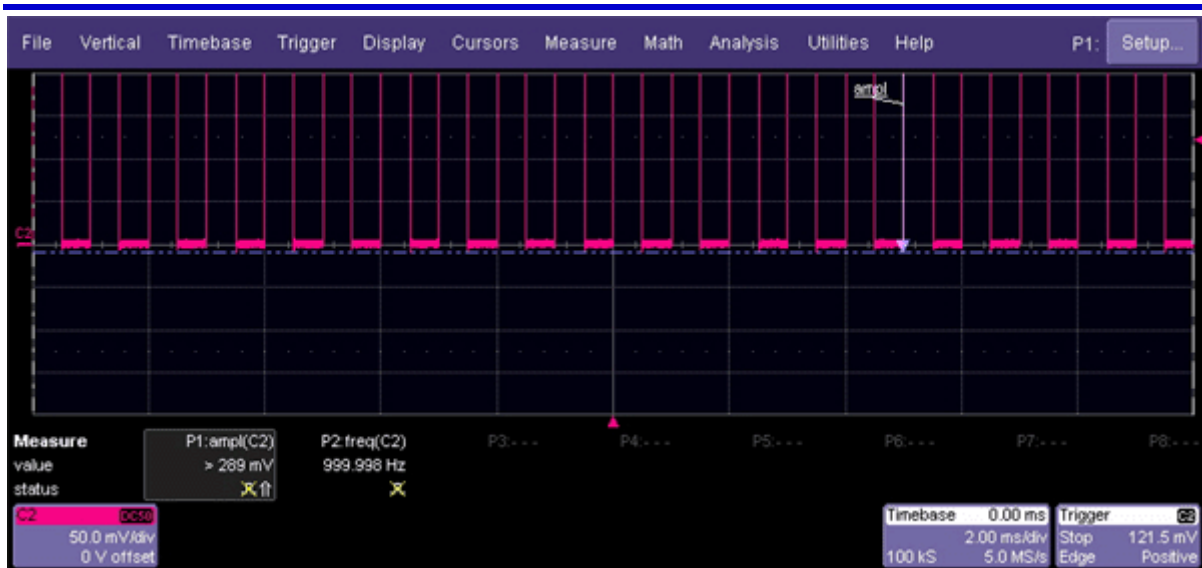 File Vertical Timebase Trigger Display Cursors Measure Math Analysis Utilities Help P1: Setup...
ampl
C2
Measure P1:ampl(C2) P2:freq(C2) P3:- - - P4:- - - P5:- - - P6:- - - P7:- - - P8:- - -
value > 289 mV 999.998 Hz
status
C2 DC50 Timebase 0.00 ms Trigger C2
50.0 mV/div 2.00 ms/div Stop 121.5 mV
0 V offset 100 kS 5.0 MS/s Edge Positive